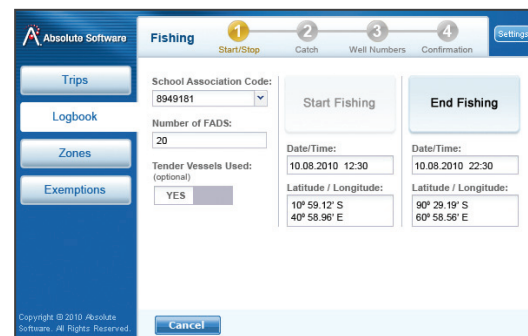 Absolute Software
Fishing
1
Start/Stop
2
Catch
3
Well Numbers
4
Confirmation
Settings
Trips
Logbook
Zones
Exemptions
School Association Code:
8949181
Number of FADS:
20
Tender Vessels Used:
(optional)
YES
Start Fishing
Date/Time:
10.08.2010 12:30
Latitude / Longitude:
10º 59.12' S
40º 58.96' E
End Fishing
Date/Time:
10.08.2010 22:30
Latitude / Longitude:
90º 29.19' S
60º 58.56' E
Copyright © 2010 Absolute
Software. All Rights Reserved.
Cancel